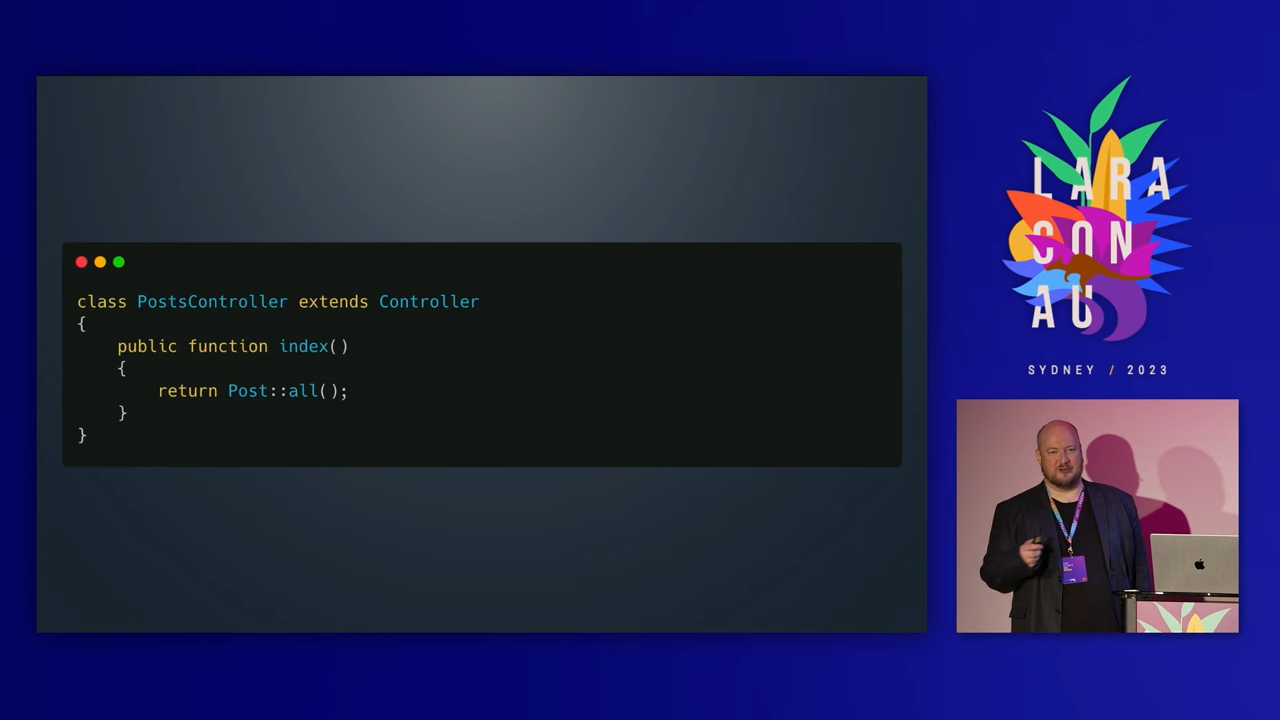 class PostsController extends Controller
{
    public function index()
    {
        return Post::all();
    }
}
LARA
CON
AU
SYDNEY / 2023